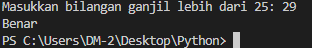 Masukkan bilangan ganjil lebih dari 25: 29
Benar
PS C:\Users\DM-2\Desktop\Python>